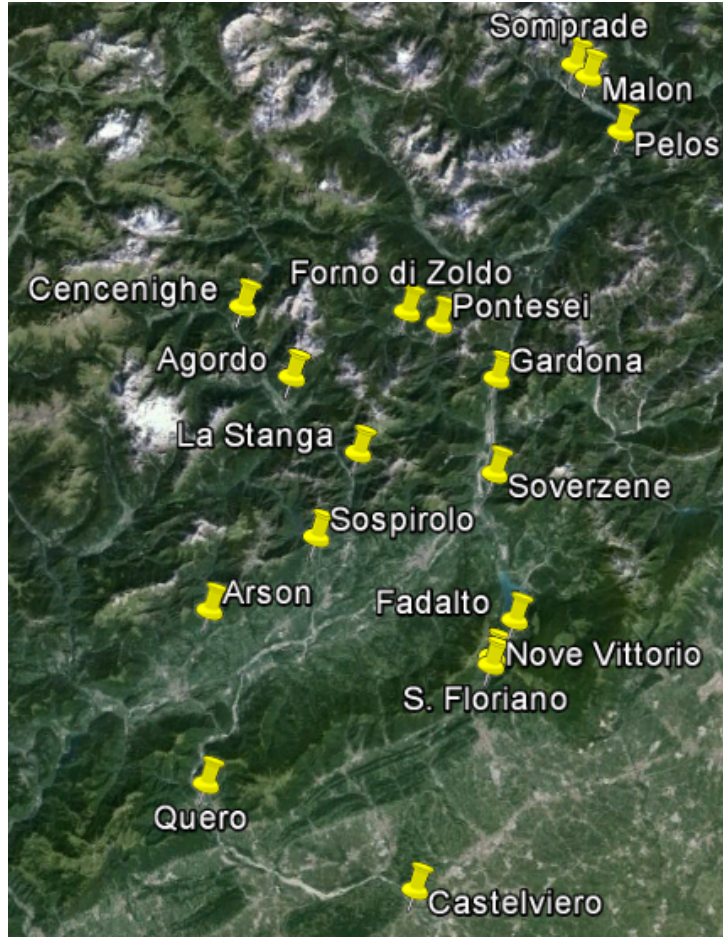 Somprade
Malon
Pelos
Forno di Zoldo
Cencenighe
Pontesei
Agordo
Gardona
La Stanga
Soverzene
Sospirolo
Arson
Fadalto
Nove Vittorio
S. Floriano
Quero
Castelviero